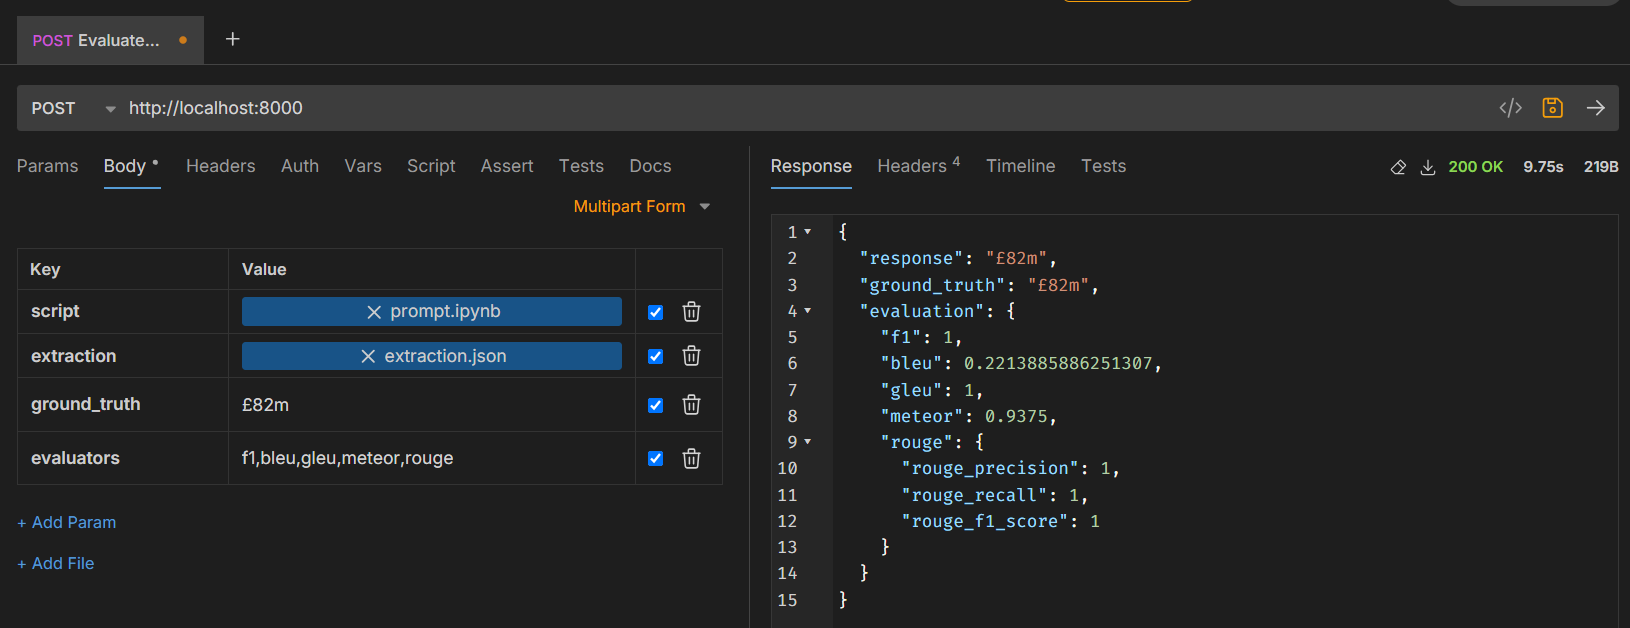 POST Evaluate...
+
POST http://localhost:8000 </>
Params Body Headers Auth Vars Script Assert Tests Docs
Multipart Form
Key Value
script prompt.ipynb
extraction extraction.json
ground_truth £82m
evaluators f1,bleu,gleu,meteor,rouge
+ Add Param
+ Add File
Response Headers 4 Timeline Tests 200 OK 9.75s 219B
1 {
2 "response": "£82m",
3 "ground_truth": "£82m",
4 "evaluation": {
5 "f1": 1,
6 "bleu": 0.2213885886251307,
7 "gleu": 1,
8 "meteor": 0.9375,
9 "rouge": {
10 "rouge_precision": 1,
11 "rouge_recall": 1,
12 "rouge_f1_score": 1
13 }
14 }
15 }